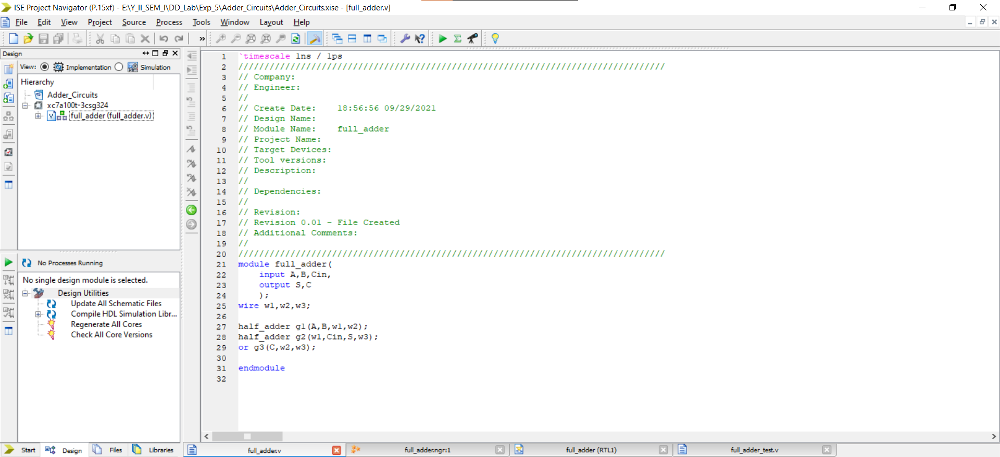 ISE Project Navigator (P.15xf) - E:\Y_II_SEM_I\DD_Lab\Exp_5\Adder_Circuits\Adder_Circuits.xise - [full_adder.v]
File Edit View Project Source Process Tools Window Layout Help
Design
View: Implementation Simulation
Hierarchy
Adder_Circuits
xc7a100t-3csg324
full_adder (full_adder.v)
No Processes Running
No single design module is selected.
Design Utilities
Update All Schematic Files
Compile HDL Simulation Libr...
Regenerate All Cores
Check All Core Versions
Start Design Files Libraries
1 `timescale 1ns / 1ps
2 //////////////////////////////////////////////////////////////////////////////////
3 // Company:
4 // Engineer:
5 //
6 // Create Date:    18:56:56 09/29/2021
7 // Design Name:
8 // Module Name:    full_adder
9 // Project Name:
10 // Target Devices:
11 // Tool versions:
12 // Description:
13 //
14 // Dependencies:
15 //
16 // Revision:
17 // Revision 0.01 - File Created
18 // Additional Comments:
19 //
20 //////////////////////////////////////////////////////////////////////////////////
21 module full_adder(
22     input A,B,Cin,
23     output S,C
24     );
25 wire w1,w2,w3;
26
27 half_adder g1(A,B,w1,w2);
28 half_adder g2(w1,Cin,S,w3);
29 or g3(C,w2,w3);
30
31 endmodule
32
full_adder.v full_adder.ngr:1 full_adder (RTL1) full_adder_test.v